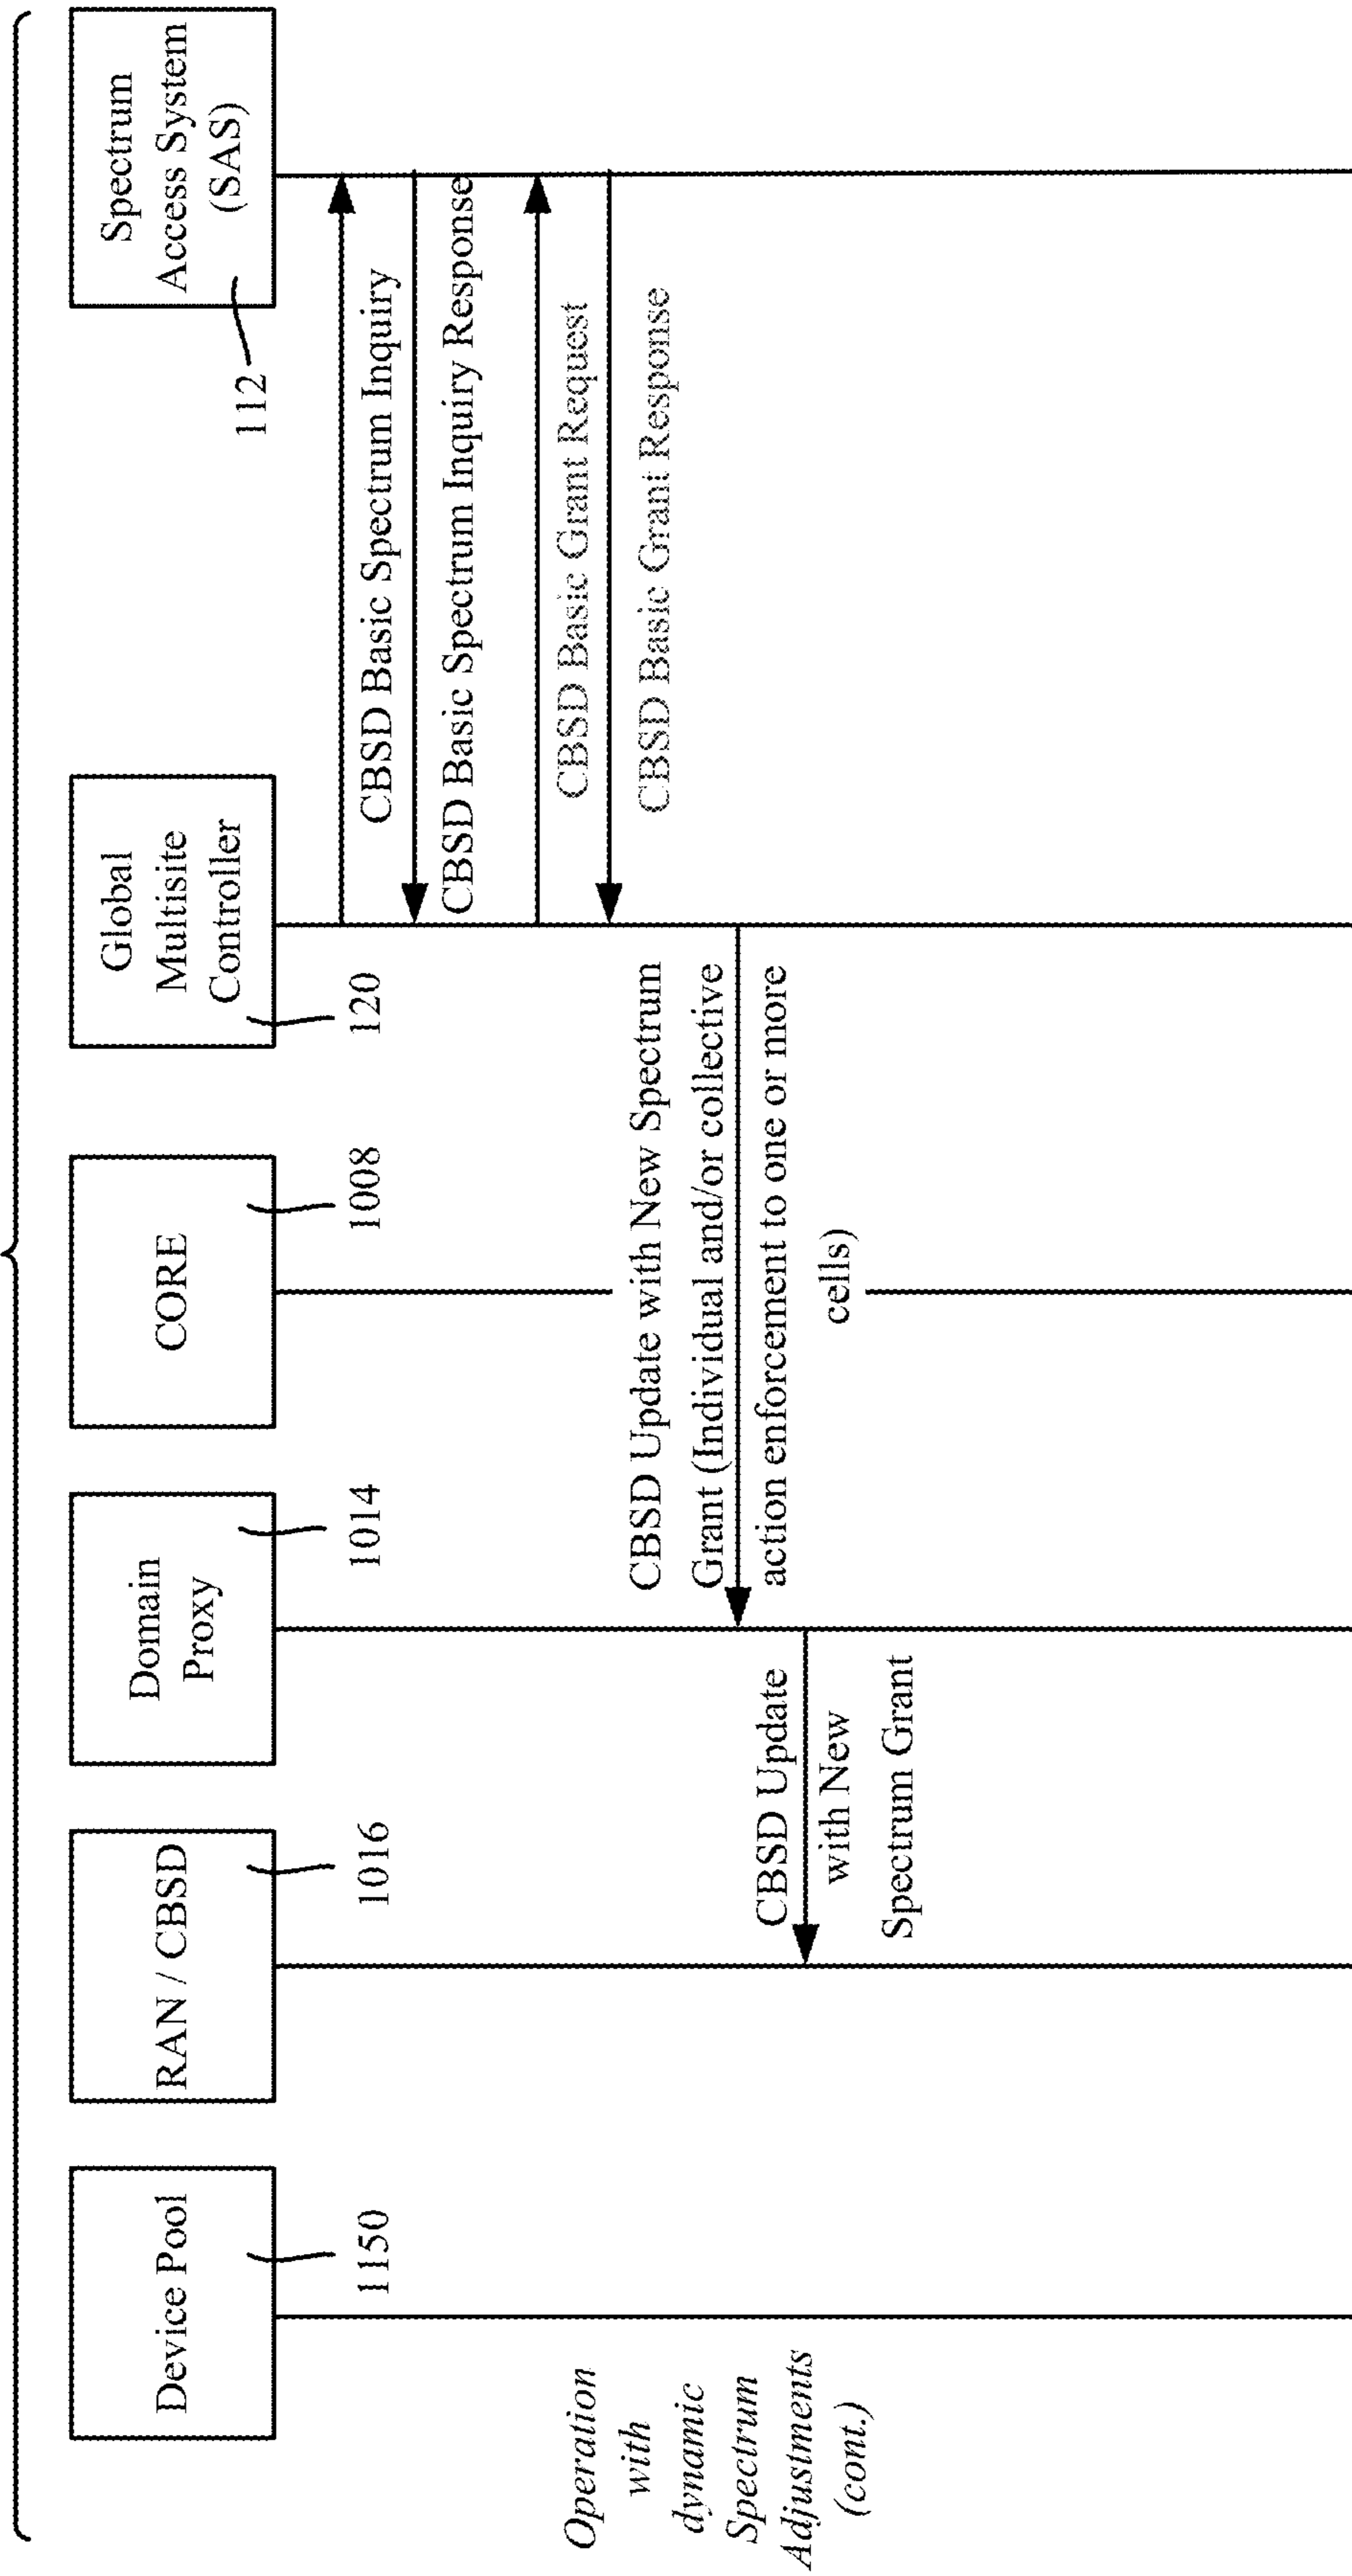 Device Pool
1150
RAN / CBSD
1016
Domain
Proxy
1014
CORE
1008
Global
Multisite
Controller
120
Spectrum
Access System
(SAS)
112
Operation
with
dynamic
Spectrum
Adjustments
(cont.)
CBSD Basic Spectrum Inquiry
CBSD Basic Spectrum Inquiry Response
CBSD Basic Grant Request
CBSD Basic Grant Response
CBSD Update with New Spectrum
Grant (Individual and/or collective
action enforcement to one or more
cells)
CBSD Update
with New
Spectrum Grant